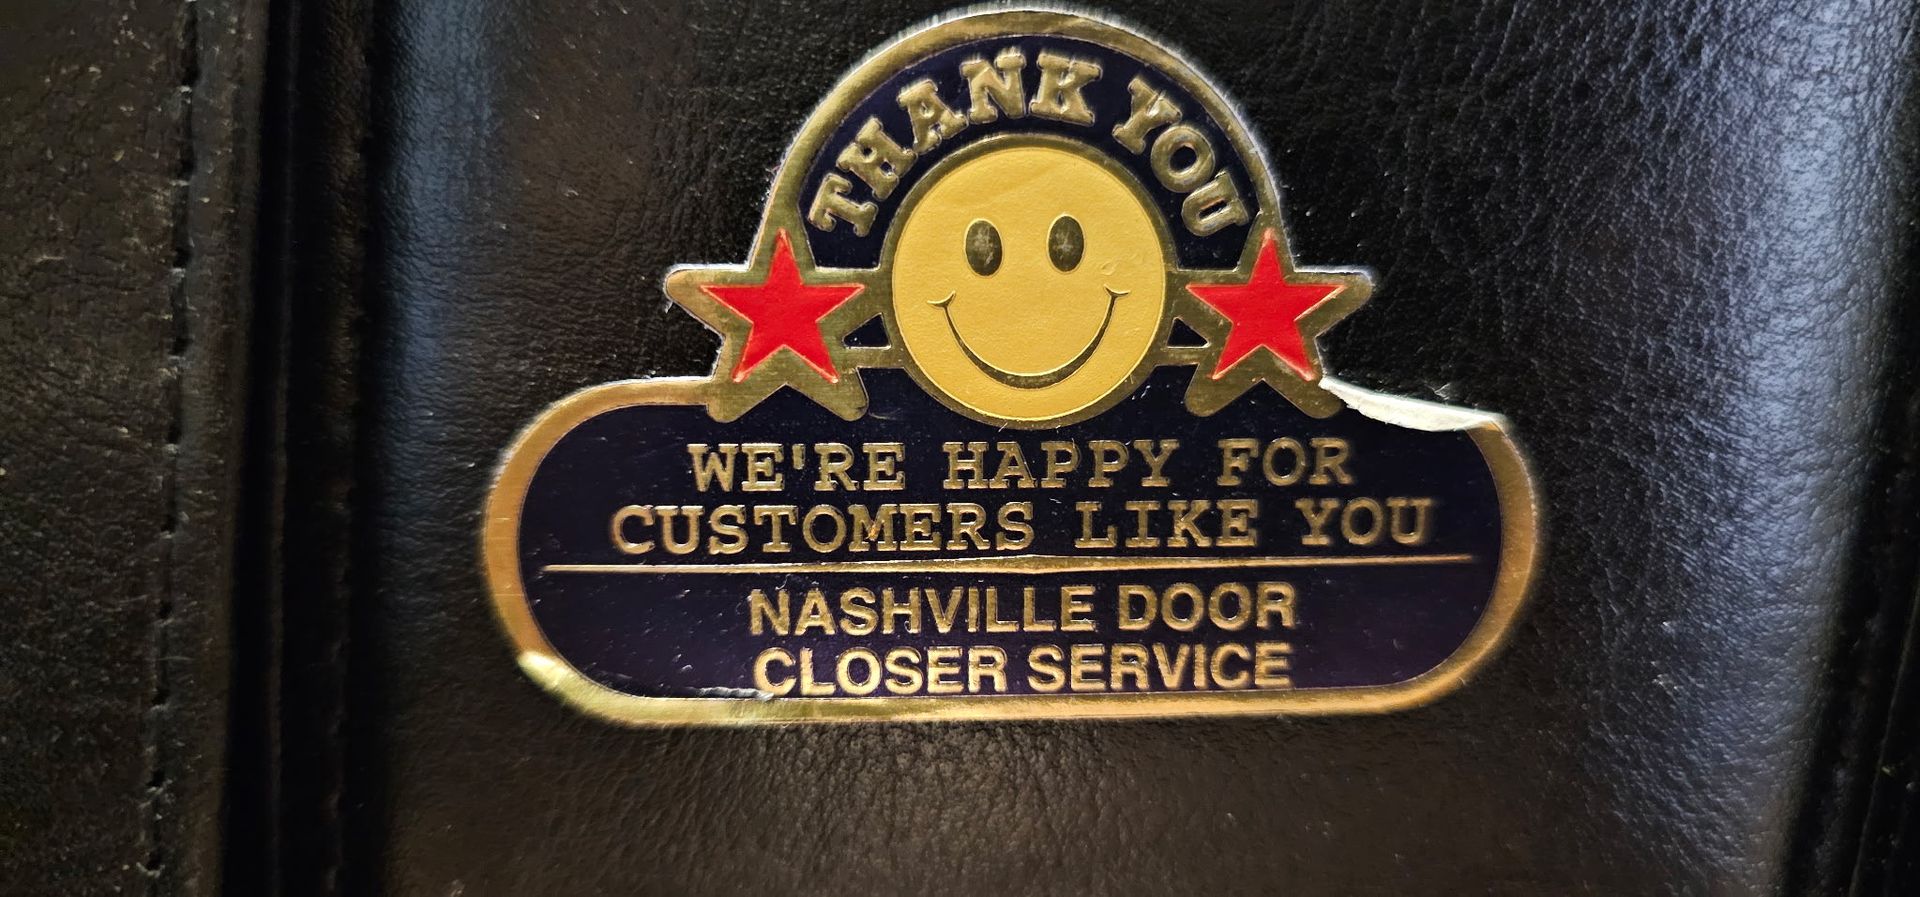 THANK YOU
WE'RE HAPPY FOR
CUSTOMERS LIKE YOU
NASHVILLE DOOR
CLOSER SERVICE